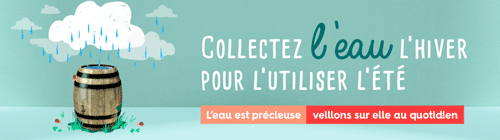 COLLECTEZ l'eau L'HIVER
POUR L'UTILISER L'ÉTÉ
L'eau est précieuse veillons sur elle au quotidien